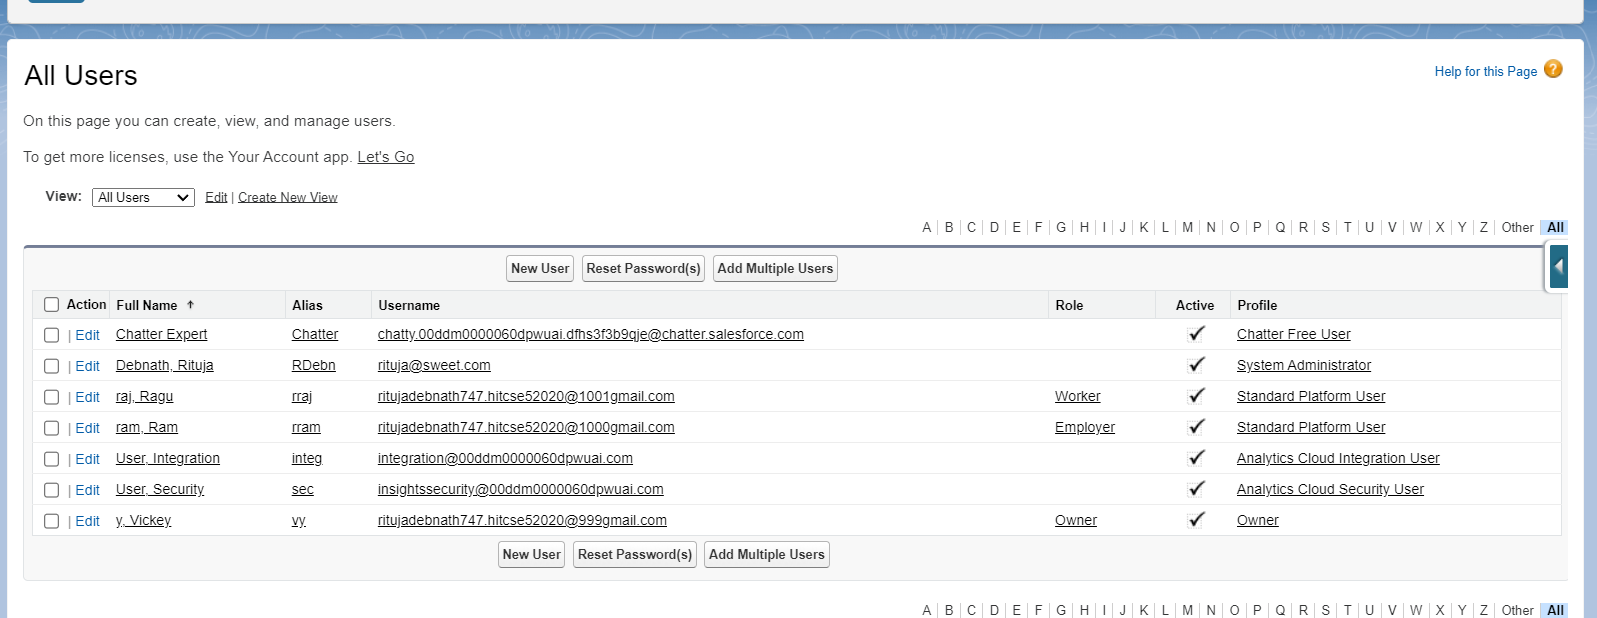 All Users
Help for this Page ?
On this page you can create, view, and manage users.
To get more licenses, use the Your Account app. Let's Go
View: All Users Edit | Create New View
A B C D E F G H I J K L M N O P Q R S T U V W X Y Z Other All
New User Reset Password(s) Add Multiple Users
Action Full Name ↑ Alias Username Role Active Profile
| Edit Chatter Expert Chatter chatty.00ddm0000060dpwuai.dfhs3f3b9qje@chatter.salesforce.com Chatter Free User
| Edit Debnath, Rituja RDebn rituja@sweet.com System Administrator
| Edit raj, Ragu rraj ritujadebnath747.hitcse52020@1001gmail.com Worker Standard Platform User
| Edit ram, Ram rram ritujadebnath747.hitcse52020@1000gmail.com Employer Standard Platform User
| Edit User, Integration integ integration@00ddm0000060dpwuai.com Analytics Cloud Integration User
| Edit User, Security sec insightssecurity@00ddm0000060dpwuai.com Analytics Cloud Security User
| Edit y, Vickey vy ritujadebnath747.hitcse52020@999gmail.com Owner Owner
New User Reset Password(s) Add Multiple Users
A B C D E F G H I J K L M N O P Q R S T U V W X Y Z Other All